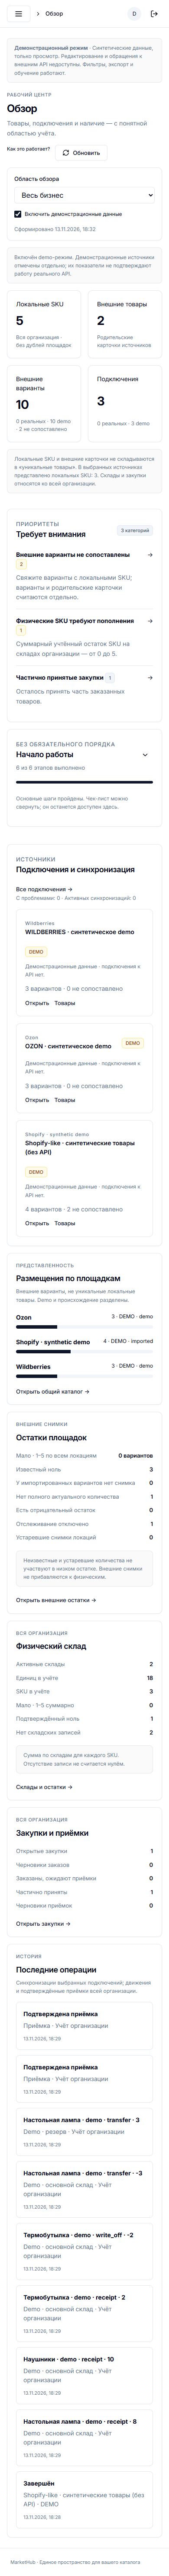 Обзор
D
Демонстрационный режим · Синтетические данные,
только просмотр. Редактирование и обращения к
внешним API недоступны. Фильтры, экспорт и
обучение работают.
РАБОЧИЙ ЦЕНТР
Обзор
Товары, подключения и наличие — с понятной
областью учёта.
Как это работает?
Обновить
Область обзора
Весь бизнес
Включить демонстрационные данные
Сформировано 13.11.2026, 18:32
Включён demo-режим. Демонстрационные источники
отмечены отдельно; их показатели не подтверждают
работу реального API.
Локальные SKU
5
Вся организация ·
без дублей площадок
Внешние товары
2
Родительские
карточки источников
Внешние
варианты
10
0 реальных · 10 demo
· 2 не сопоставлено
Подключения
3
0 реальных · 3 demo
Локальные SKU и внешние карточки не складываются
в «уникальные товары». В выбранных источниках
представлено локальных SKU: 3. Склады и закупки
относятся ко всей организации.
ПРИОРИТЕТЫ
Требует внимания
3 категорий
Внешние варианты не сопоставлены
2
Свяжите варианты с локальными SKU;
варианты и родительские карточки
считаются отдельно.
Физические SKU требуют пополнения
1
Суммарный учтённый остаток SKU на
складах организации — от 0 до 5.
Частично принятые закупки 1
Осталось принять часть заказанных
товаров.
БЕЗ ОБЯЗАТЕЛЬНОГО ПОРЯДКА
Начало работы
6 из 6 этапов выполнено
Основные шаги пройдены. Чек-лист можно
свернуть; он останется доступен здесь.
ИСТОЧНИКИ
Подключения и синхронизация
Все подключения →
С проблемами: 0 · Активных синхронизаций: 0
Wildberries
WILDBERRIES · синтетическое demo
DEMO
Демонстрационные данные · подключения к
API нет.
3 варианта · 0 не сопоставлено
Открыть Товары
Ozon
OZON · синтетическое demo
DEMO
Демонстрационные данные · подключения к
API нет.
3 варианта · 0 не сопоставлено
Открыть Товары
Shopify · synthetic demo
Shopify-like · синтетические товары
(без API)
DEMO
Демонстрационные данные · подключения к
API нет.
4 варианта · 2 не сопоставлено
Открыть Товары
ПРЕДСТАВЛЕННОСТЬ
Размещения по площадкам
Внешние варианты, не уникальные локальные
товары. Demo и происхождение разделены.
Ozon 3 · DEMO · demo
Shopify · synthetic demo 4 · DEMO · imported
Wildberries 3 · DEMO · demo
Открыть общий каталог →
ВНЕШНИЕ СНИМКИ
Остатки площадок
Мало · 1–5 по всем локациям 0 вариантов
Известный ноль 3
У импортированных вариантов нет снимка 0
Нет полного актуального количества 1
Есть отрицательный остаток 0
Отслеживание отключено 1
Устаревшие снимки локаций 0
Неизвестные и устаревшие количества не
участвуют в низком остатке. Внешние снимки
не прибавляются к физическим.
Открыть внешние остатки →
ВСЯ ОРГАНИЗАЦИЯ
Физический склад
Активные склады 2
Единиц в учёте 18
SKU в учёте 3
Мало · 1–5 суммарно 0
Подтверждённый ноль 1
Нет складских записей 2
Сумма по складам для каждого SKU.
Отсутствие записи не считается нулём.
Склады и остатки →
ВСЯ ОРГАНИЗАЦИЯ
Закупки и приёмки
Открытые закупки 1
Черновики заказов 0
Заказаны, ожидают приёмки 0
Частично приняты 1
Черновики приёмок 0
Открыть закупки →
ИСТОРИЯ
Последние операции
Синхронизации выбранных подключений; движения
и подтверждённые приёмки всей организации.
Подтверждена приёмка
Приёмка · Учёт организации
13.11.2026, 18:29
Подтверждена приёмка
Приёмка · Учёт организации
13.11.2026, 18:29
Настольная лампа · demo · transfer · 3
Demo · резерв · Учёт организации
13.11.2026, 18:29
Настольная лампа · demo · transfer · -3
Demo · основной склад · Учёт
организации
13.11.2026, 18:29
Термобутылка · demo · write_off · -2
Demo · основной склад · Учёт
организации
13.11.2026, 18:29
Термобутылка · demo · receipt · 2
Demo · основной склад · Учёт
организации
13.11.2026, 18:29
Наушники · demo · receipt · 10
Demo · основной склад · Учёт
организации
13.11.2026, 18:29
Настольная лампа · demo · receipt · 8
Demo · основной склад · Учёт
организации
13.11.2026, 18:29
Завершён
Shopify-like · синтетические товары (без
API) · DEMO
13.11.2026, 18:28
MarketHub · Единое пространство для вашего каталога